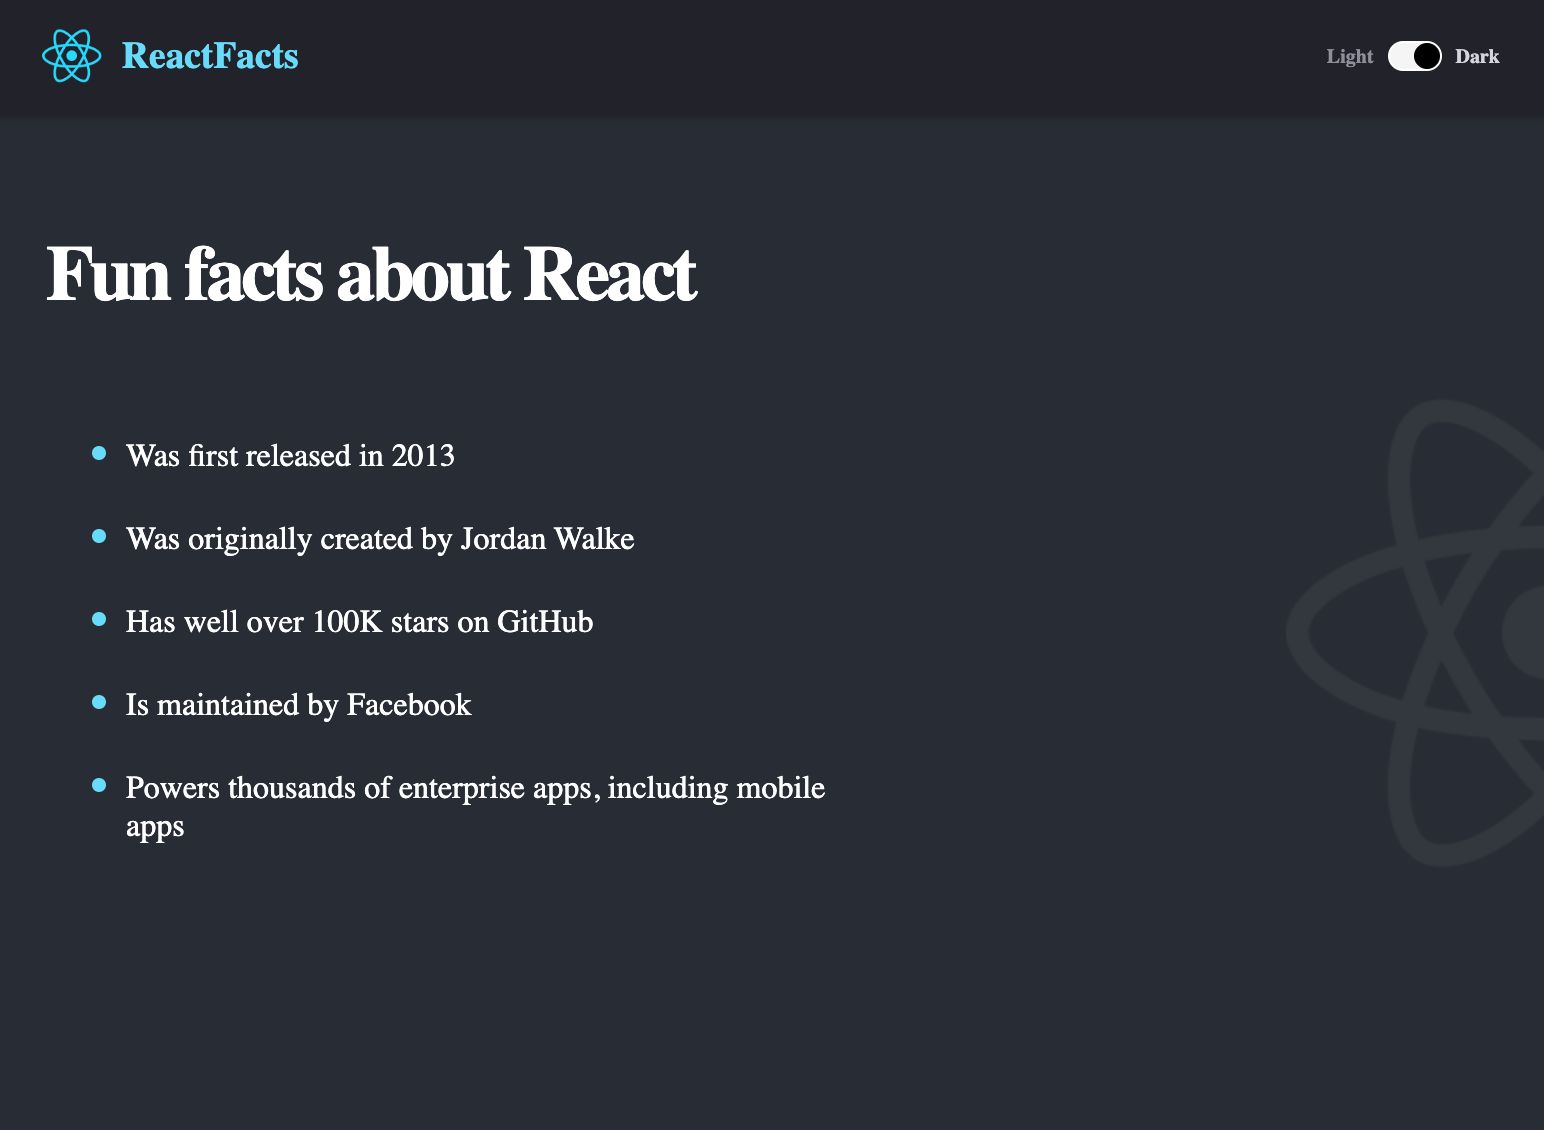 ReactFacts
Light Dark
Fun facts about React
Was first released in 2013
Was originally created by Jordan Walke
Has well over 100K stars on GitHub
Is maintained by Facebook
Powers thousands of enterprise apps, including mobile
apps